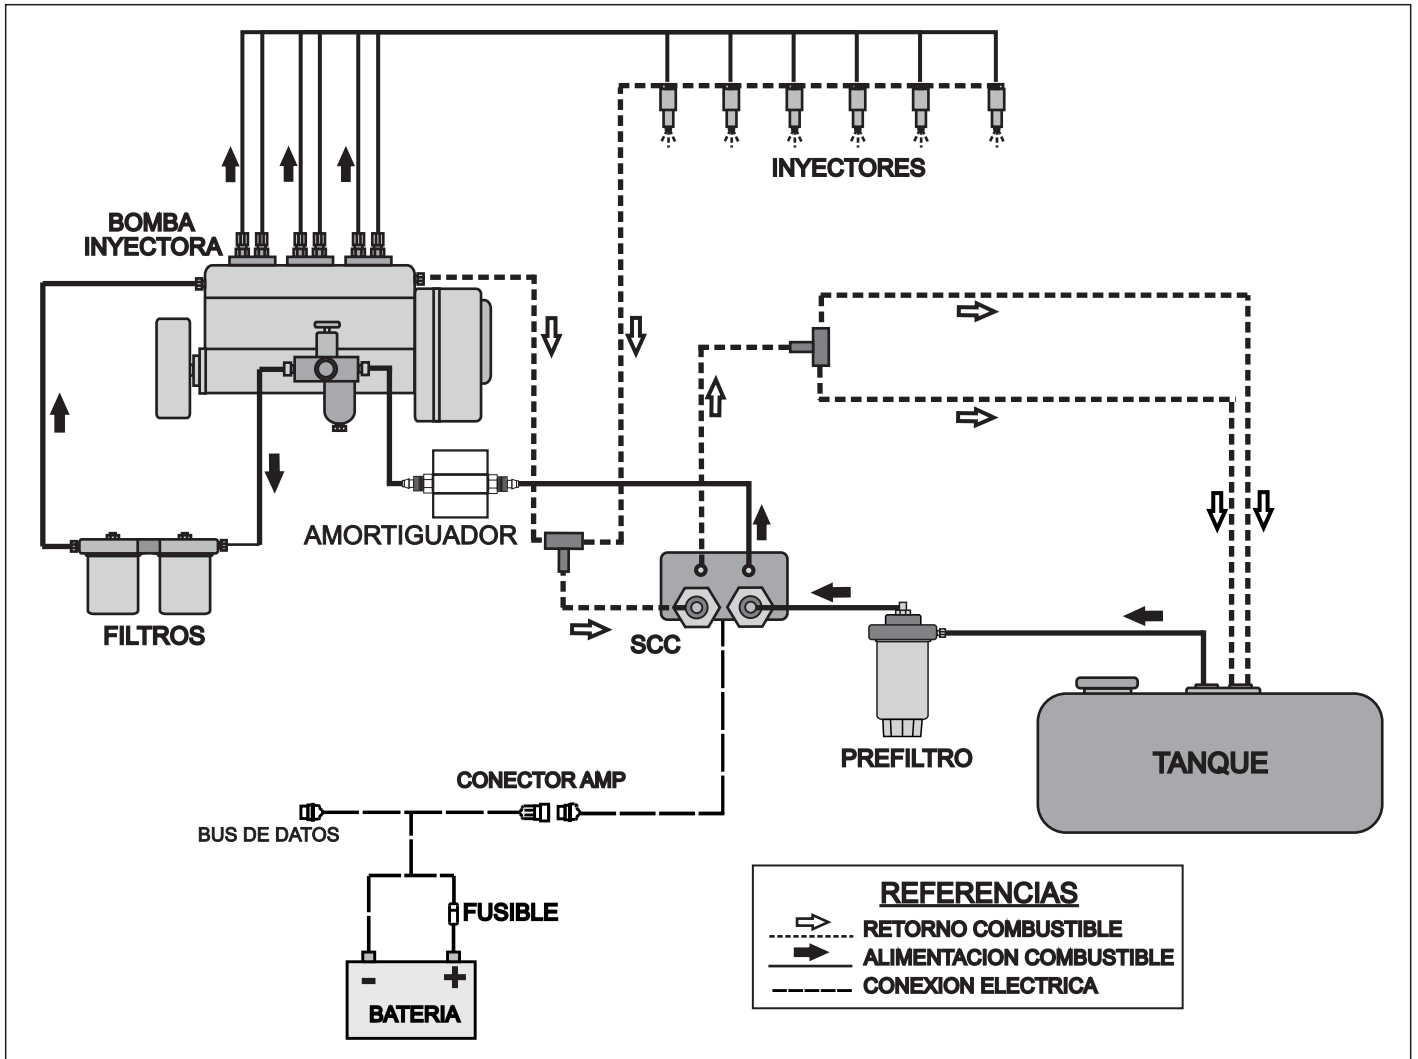 INYECTORES
BOMBA
INYECTORA
AMORTIGUADOR
FILTROS
SCC
PREFILTRO
TANQUE
CONECTOR AMP
BUS DE DATOS
FUSIBLE
- +
BATERIA
REFERENCIAS
RETORNO COMBUSTIBLE
ALIMENTACION COMBUSTIBLE
CONEXION ELECTRICA